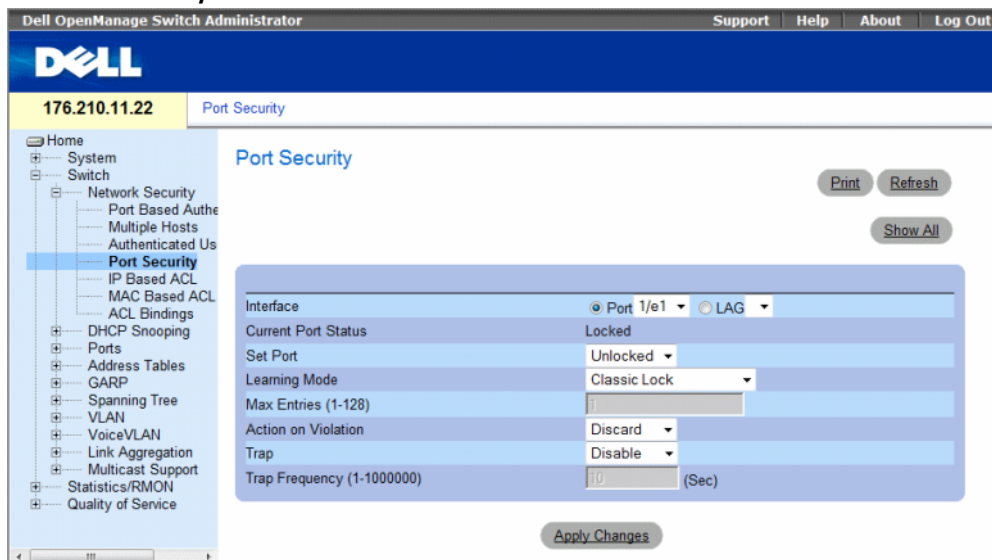 Dell OpenManage Switch Administrator Support Help About Log Out
DELL
176.210.11.22 Port Security
Home
System
Switch
Network Security
Port Based Authe
Multiple Hosts
Authenticated Us
Port Security
IP Based ACL
MAC Based ACL
ACL Bindings
DHCP Snooping
Ports
Address Tables
GARP
Spanning Tree
VLAN
VoiceVLAN
Link Aggregation
Multicast Support
Statistics/RMON
Quality of Service
Port Security
Print Refresh
Show All
Interface Port 1/e1 LAG
Current Port Status Locked
Set Port Unlocked
Learning Mode Classic Lock
Max Entries (1-128) 1
Action on Violation Discard
Trap Disable
Trap Frequency (1-1000000) 10 (Sec)
Apply Changes